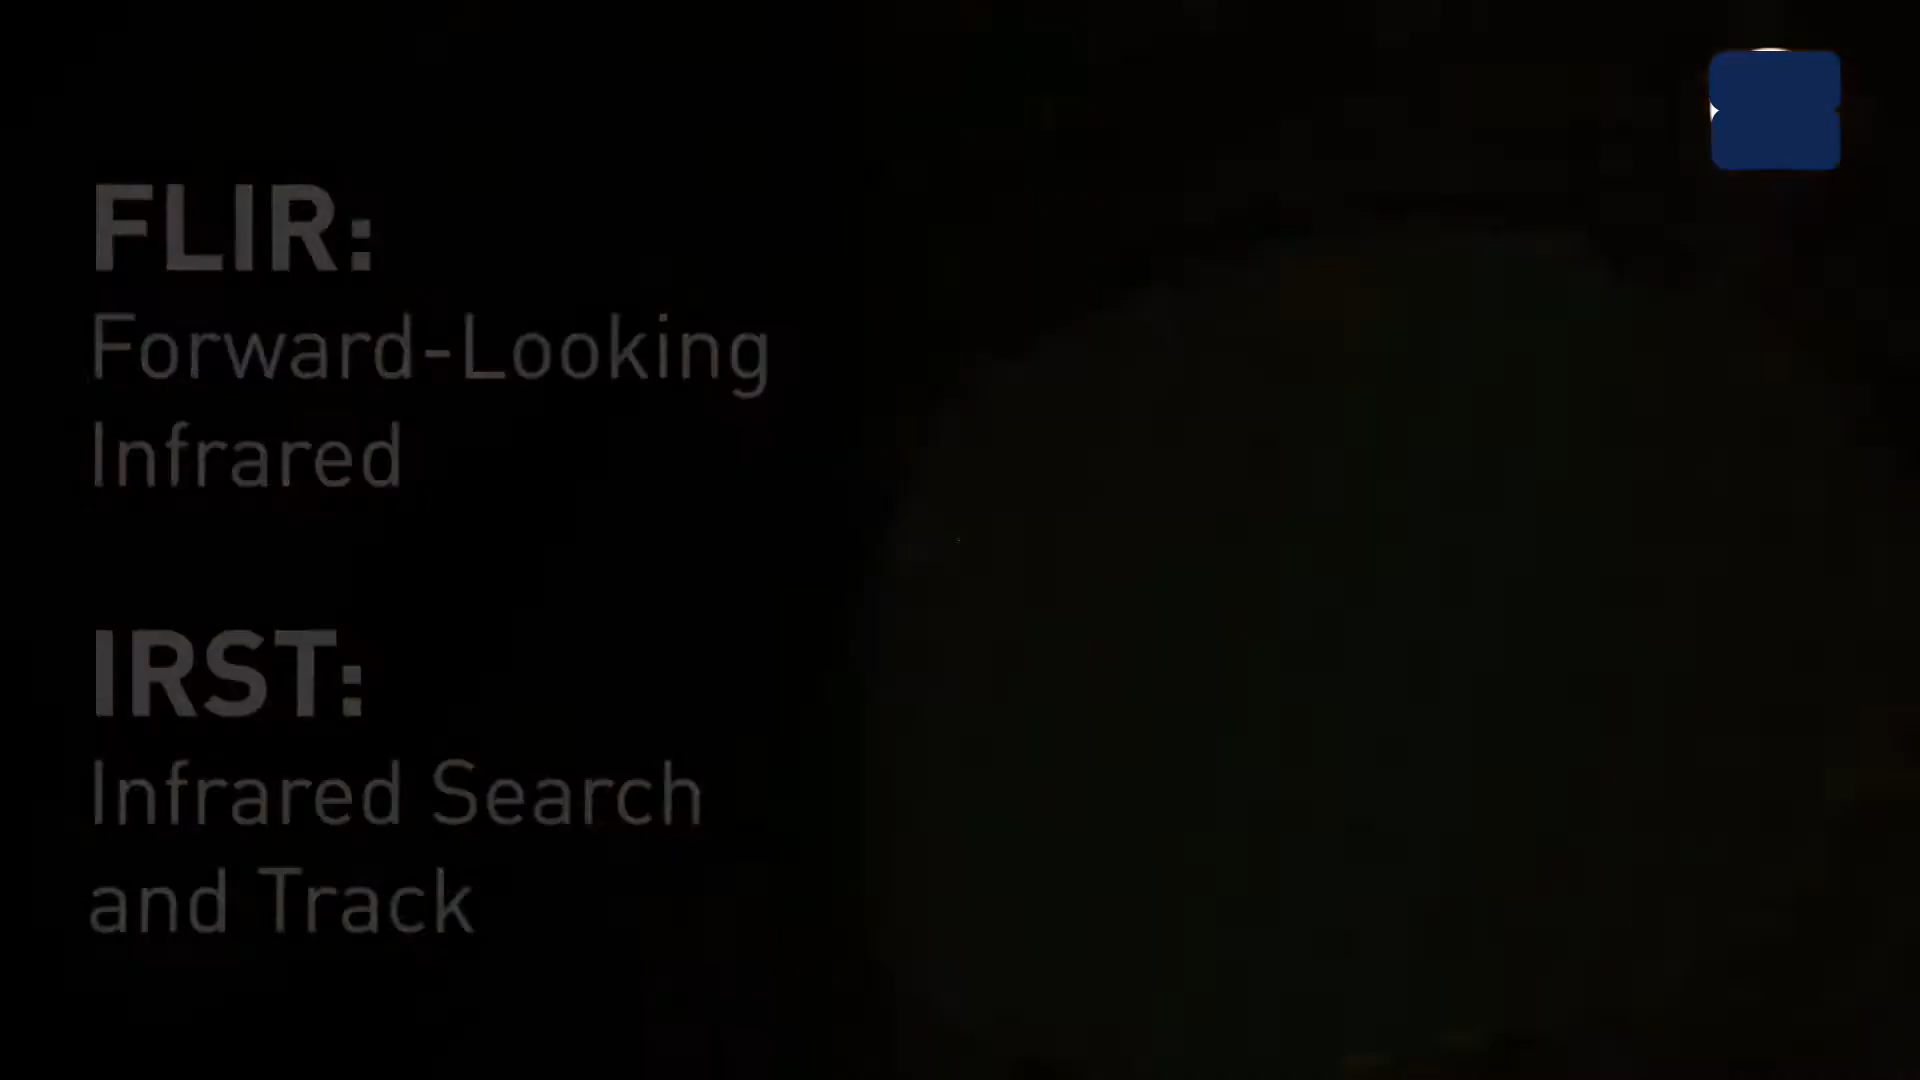 FLIR:
Forward-Looking
Infrared
IRST:
Infrared Search
and Track